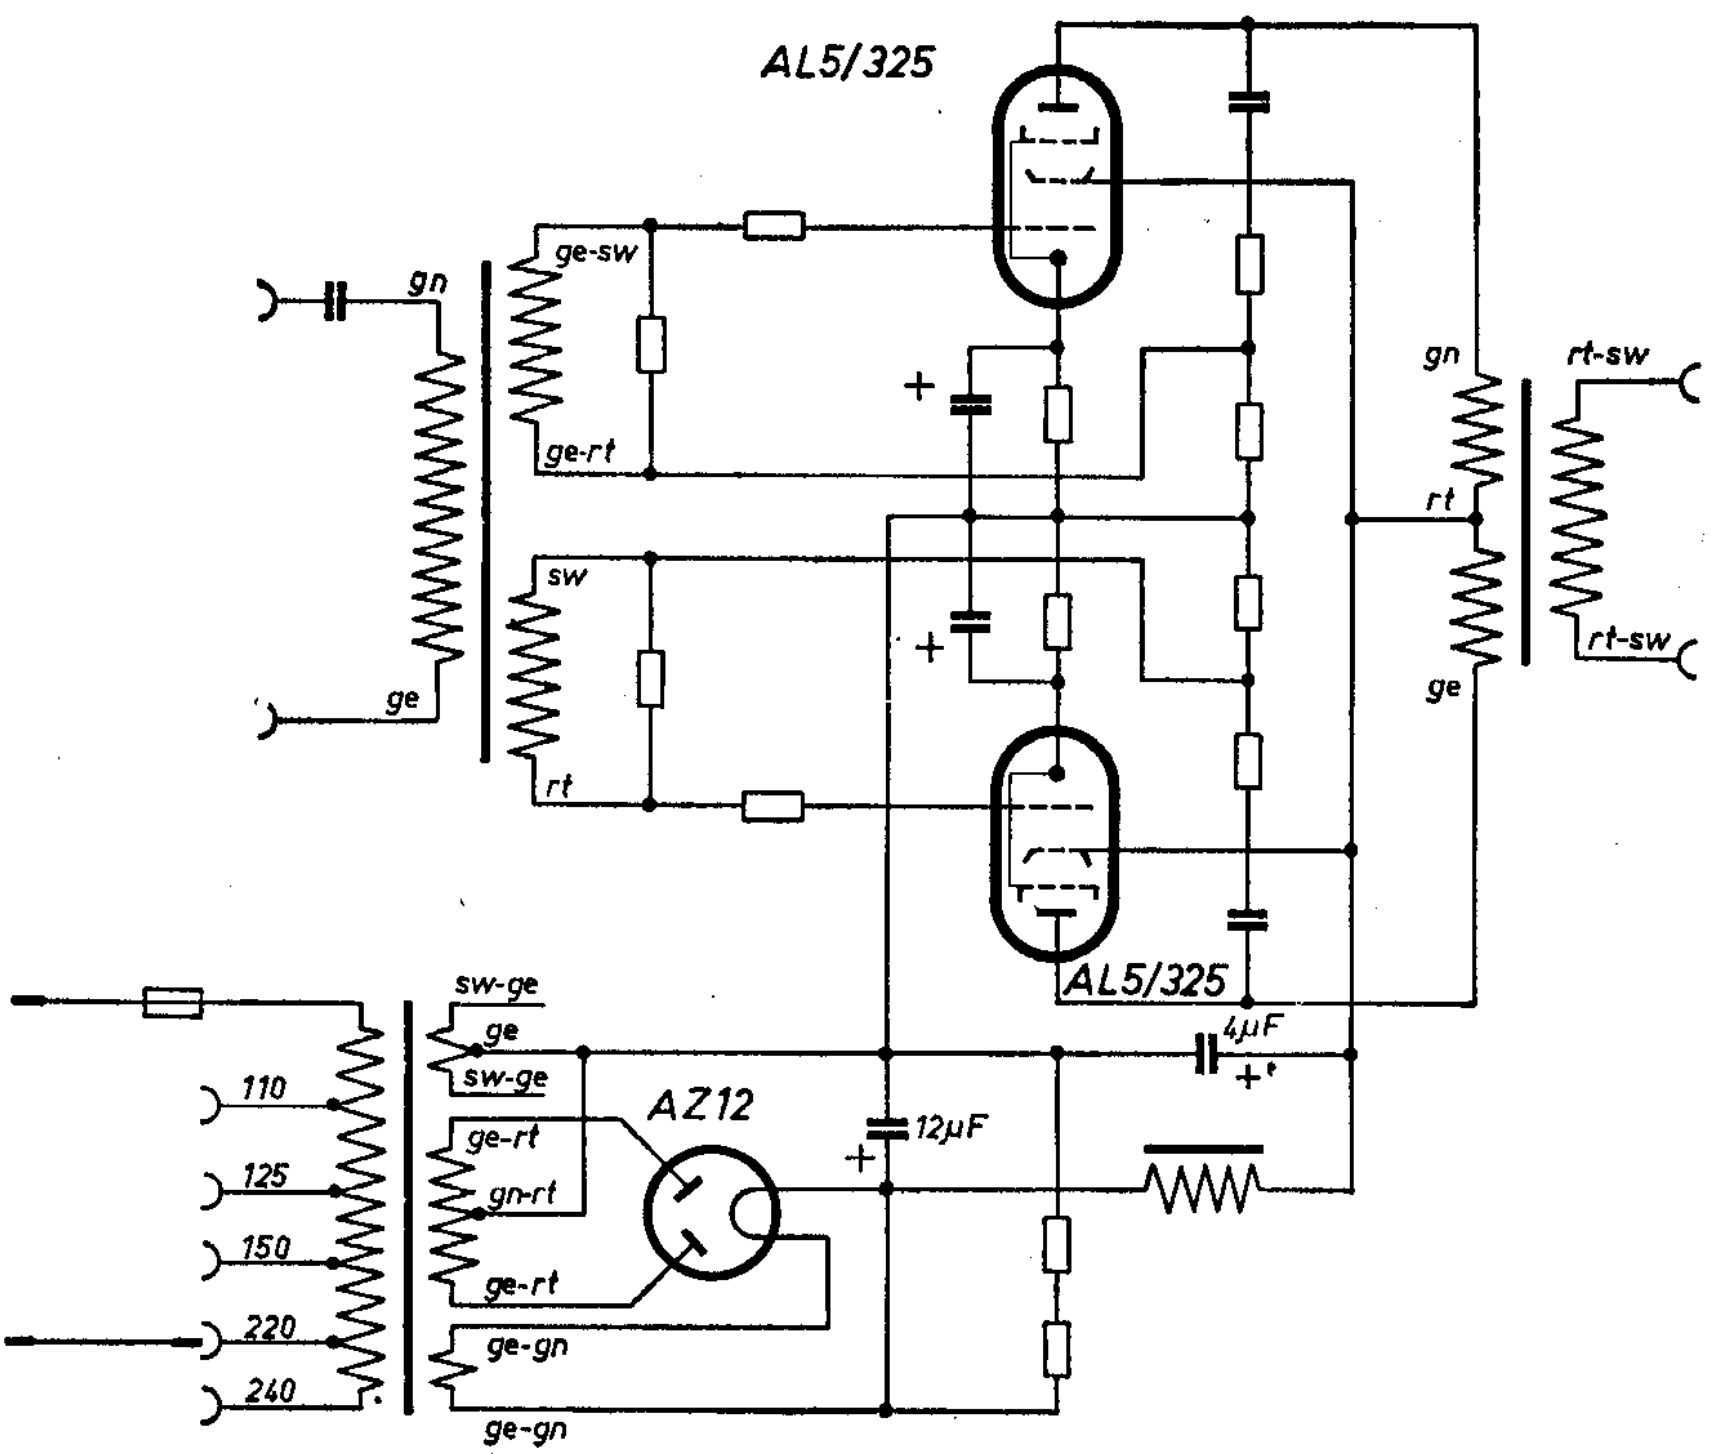 AL5/325
ge-sw
gn
gn
rt-sw
ge-rt
rt
sw
rt-sw
ge
ge
rt
AL5/325
sw-ge
4µF
ge
sw-ge
110
AZ12
12µF
ge-rt
125
gn-rt
150
ge-rt
220
ge-gn
240
ge-gn